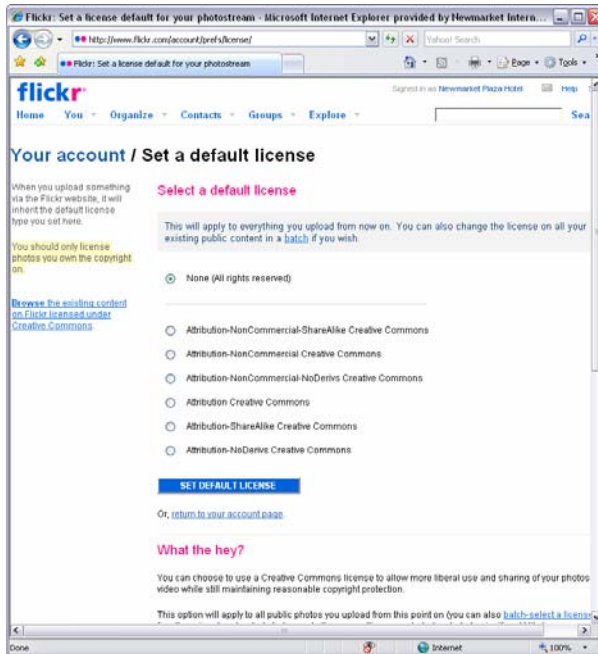 Flickr: Set a license default for your photostream - Microsoft Internet Explorer provided by Newmarket Intern...
http://www.flickr.com/account/prefs/license/
Yahoo! Search
Flickr: Set a license default for your photostream
Page
Tools
flickr
Signed in as Newmarket Plaza Hotel
Help
Home You Organize Contacts Groups Explore
Sea
Your account / Set a default license
When you upload something
via the Flickr website, it will
inherit the default license
type you set here.
You should only license
photos you own the copyright
on.
Browse the existing content
on Flickr licensed under
Creative Commons
Select a default license
This will apply to everything you upload from now on. You can also change the license on all your
existing public content in a batch if you wish.
None (All rights reserved)
Attribution-NonCommercial-ShareAlike Creative Commons
Attribution-NonCommercial Creative Commons
Attribution-NonCommercial-NoDerivs Creative Commons
Attribution Creative Commons
Attribution-ShareAlike Creative Commons
Attribution-NoDerivs Creative Commons
SET DEFAULT LICENSE
Or, return to your account page.
What the hey?
You can choose to use a Creative Commons license to allow more liberal use and sharing of your photos
video while still maintaining reasonable copyright protection.
This option will apply to all public photos you upload from this point on (you can also batch-select a license
Done
Internet
100%